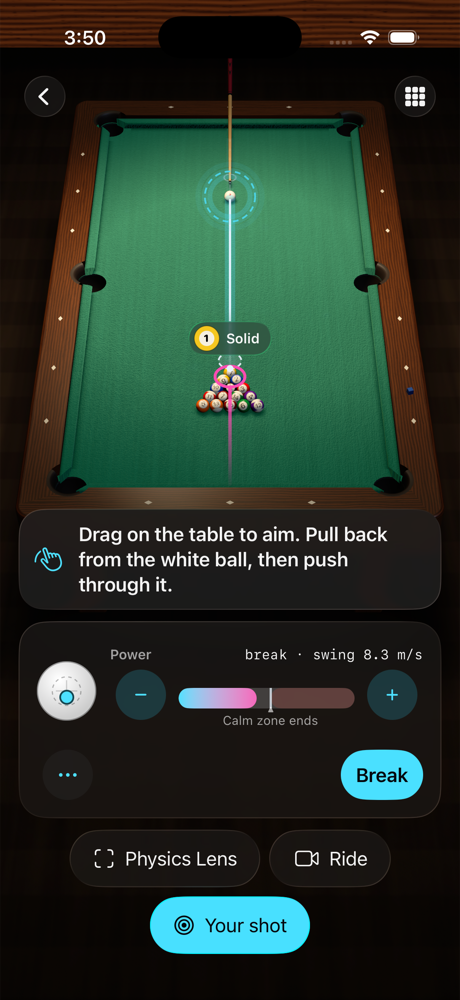 3:50
1 Solid
Drag on the table to aim. Pull back
from the white ball, then push
through it.
Power
break · swing 8.3 m/s
Calm zone ends
Break
Physics Lens
Ride
Your shot